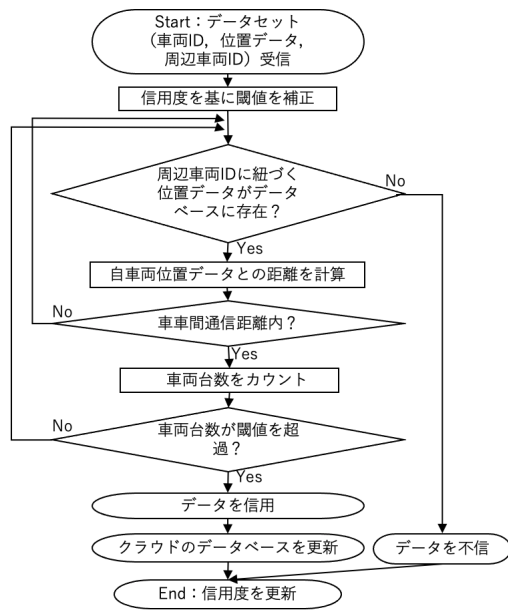 Start：データセット
（車両ID，位置データ，
周辺車両ID）受信
信用度を基に閾値を補正
周辺車両IDに紐づく
位置データがデータ
ベースに存在？
No
Yes
自車両位置データとの距離を計算
No
車車間通信距離内？
Yes
車両台数をカウント
No
車両台数が閾値を超
過？
Yes
データを信用
クラウドのデータベースを更新
データを不信
End：信用度を更新